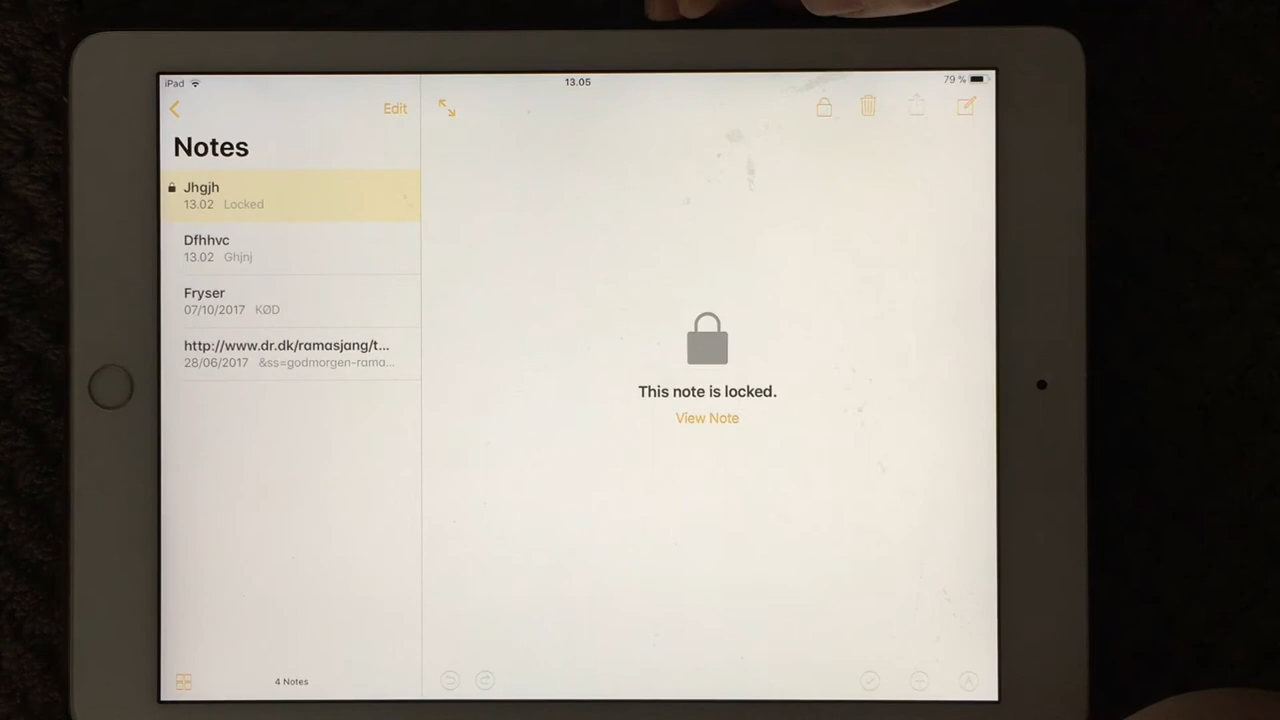 iPad
13.05
79 %
Edit
Notes
Jhgjh
13.02 Locked
Dfhhvc
13.02 Ghjnj
Fryser
07/10/2017 KØD
http://www.dr.dk/ramasjang/t...
28/06/2017 &ss=godmorgen-rama...
4 Notes
This note is locked.
View Note